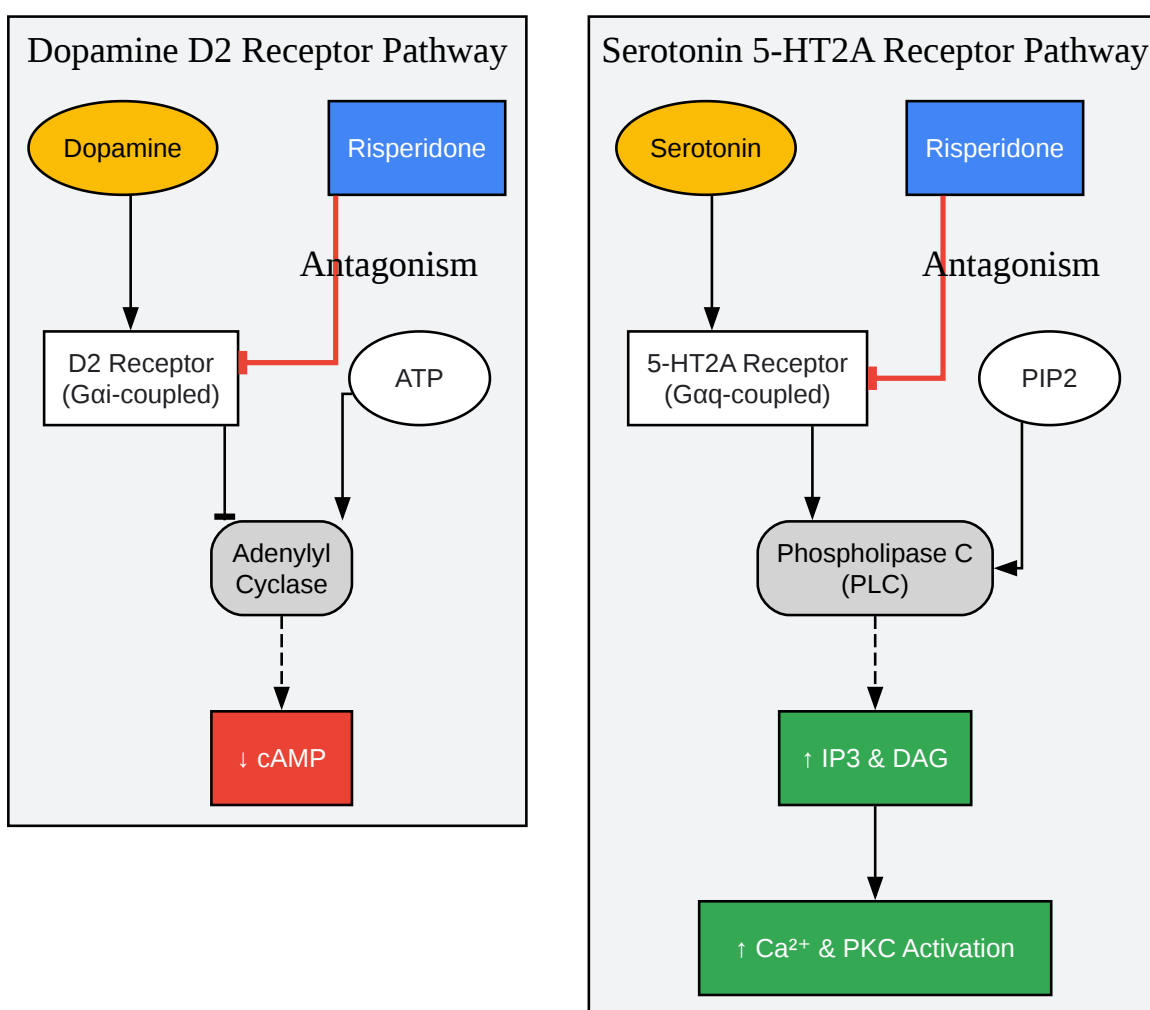 Dopamine D2 Receptor Pathway
Dopamine
Risperidone
Antagonism
D2 Receptor
(Gαi-coupled)
ATP
Adenylyl
Cyclase
↓ cAMP
Serotonin 5-HT2A Receptor Pathway
Serotonin
Risperidone
Antagonism
5-HT2A Receptor
(Gαq-coupled)
PIP2
Phospholipase C
(PLC)
↑ IP3 & DAG
↑ Ca²⁺ & PKC Activation